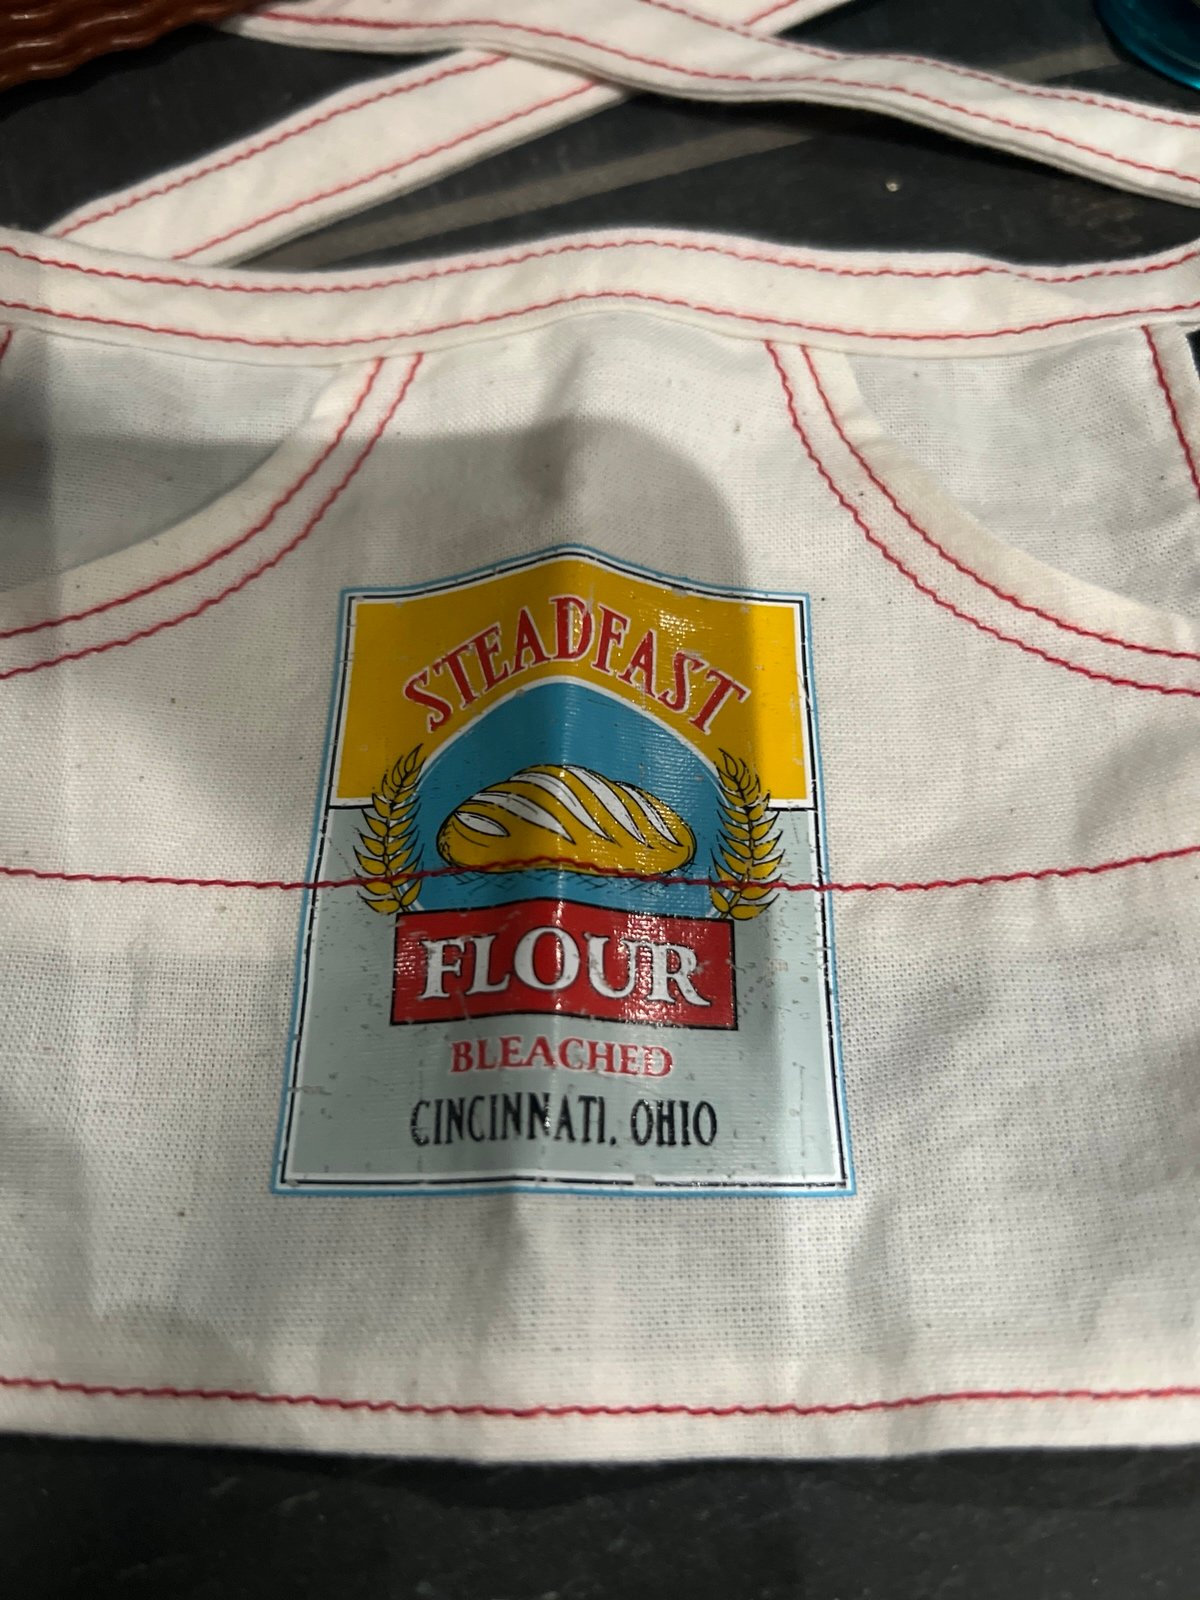 STEADFAST
FLOUR
BLEACHED
CINCINNATI, OHIO